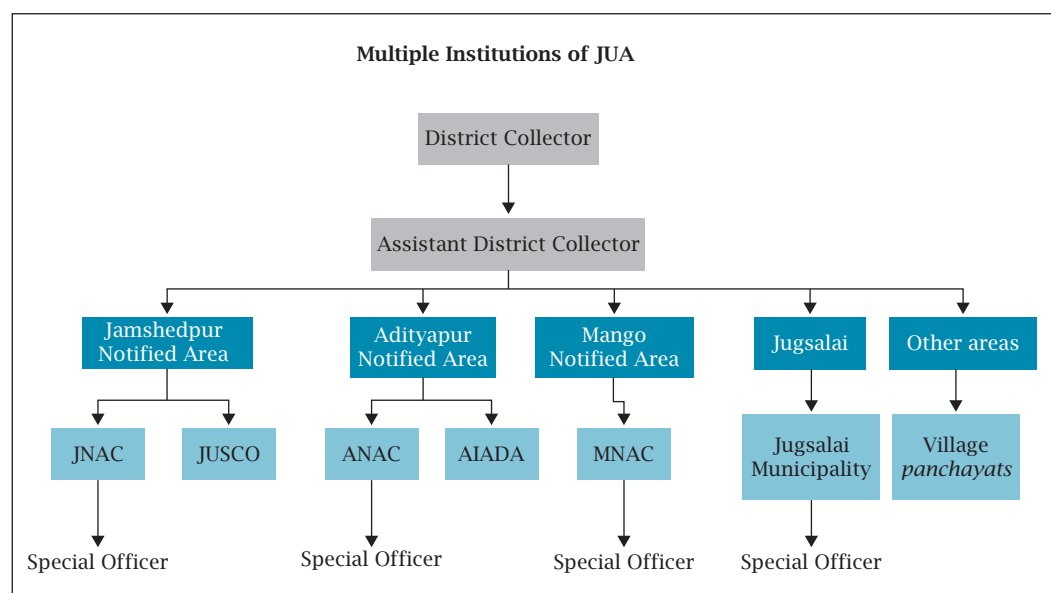 Multiple Institutions of JUA
District Collector
Assistant District Collector
Jamshedpur
Notified Area
Adityapur
Notified Area
Mango
Notified Area
Jugsalai
Other areas
JNAC
JUSCO
ANAC
AIADA
MNAC
Jugsalai
Municipality
Village
panchayats
Special Officer
Special Officer
Special Officer
Special Officer